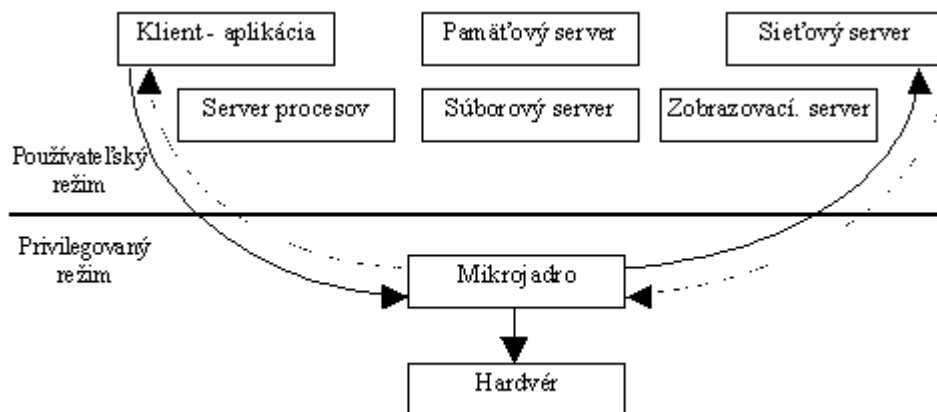 Klient - aplikácia
Pamäťový server
Sieťový server
Server procesov
Súborový server
Zobrazovací. server
Používateľský
režim
Privilegovaný
režim
Mikrojadro
Hardvér